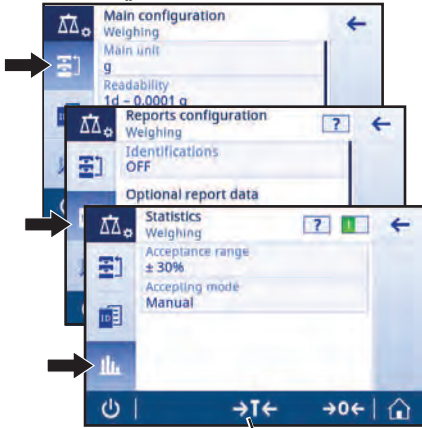 Main configuration
Weighing
Main unit
g
Readability
1d – 0.0001 g
Reports configuration
Weighing
?
Identifications
OFF
Optional report data
Statistics
Weighing
?
Acceptance range
± 30%
Accepting mode
Manual
ID
→T← →0←